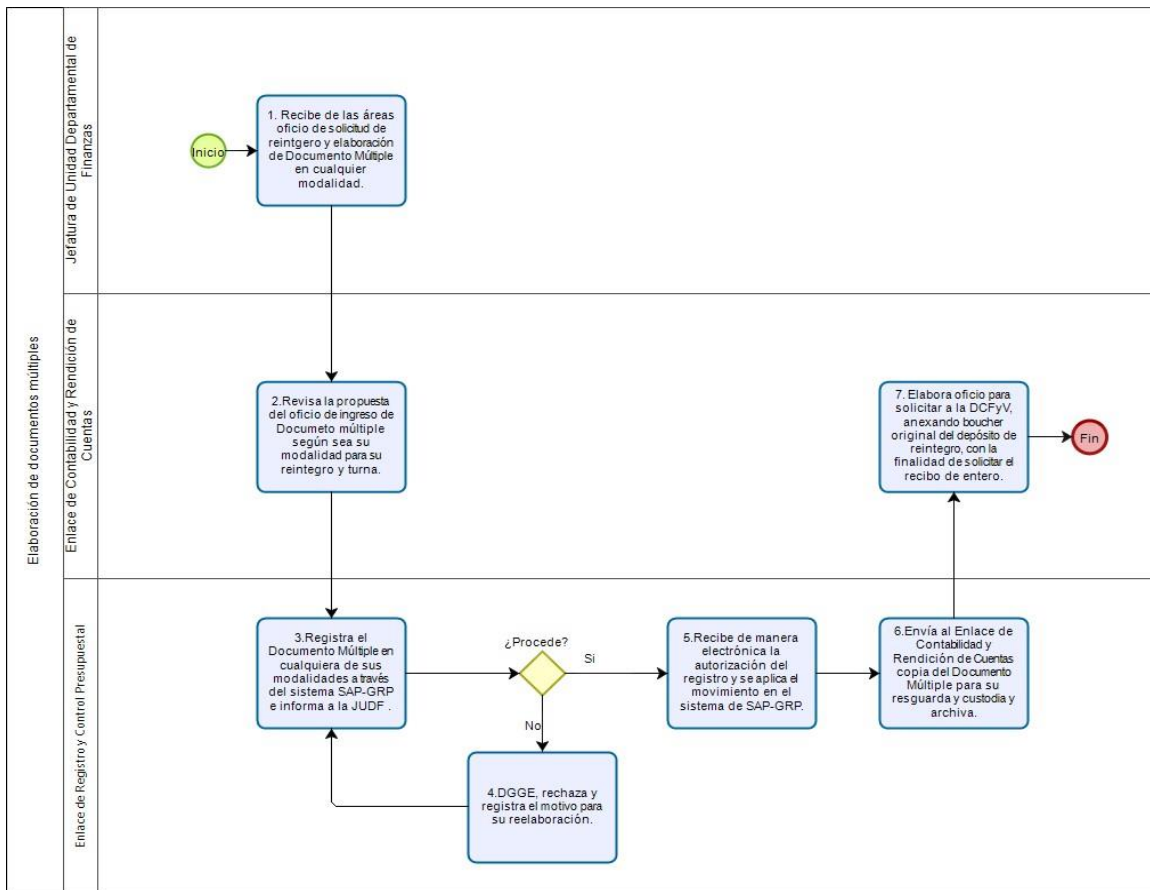 Elaboración de documentos múltiples
Jefatura de Unidad Departamental de
Finanzas
Inicio
1. Recibe de las áreas
oficio de solicitud de
reintgero y elaboración
de Documento Múltiple
en cualquier
modalidad.
Enlace de Contabilidad y Rendición de
Cuentas
2.Revisa la propuesta
del oficio de ingreso de
Documeto múltiple
según sea su
modalidad para su
reintegro y turna.
7. Elabora oficio para
solicitar a la DCFyV,
anexando boucher
original del depósito de
reintegro, con la
finalidad de solicitar el
recibo de entero.
Fin
Enlace de Registro y Control Presupuestal
3.Registra el
Documento Múltiple en
cualquiera de sus
modalidades a través
del sistema SAP-GRP
e informa a la JUDF .
¿Procede?
Si
No
4.DGGE, rechaza y
registra el motivo para
su reelaboración.
5.Recibe de manera
electrónica la
autorización del
registro y se aplica el
movimiento en el
sistema de SAP-GRP.
6.Envía al Enlace de
Contabilidad y
Rendición de Cuentas
copia del Documento
Múltiple para su
resguarda y custodia y
archiva.